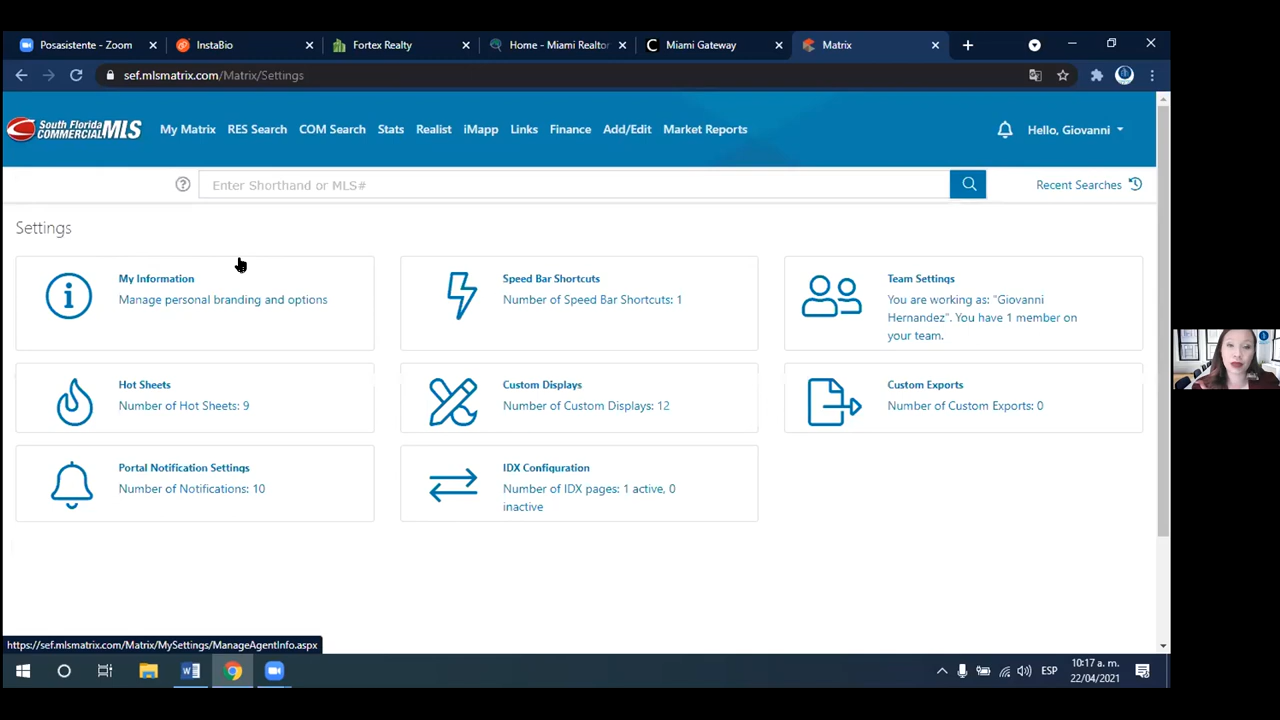 Posasistente - Zoom
InstaBio
Fortex Realty
Home - Miami Realtor
Miami Gateway
Matrix
sef.mlsmatrix.com/Matrix/Settings
South Florida
COMMERCIALMLS
My Matrix
RES Search
COM Search
Stats
Realist
iMapp
Links
Finance
Add/Edit
Market Reports
Hello, Giovanni
Enter Shorthand or MLS#
Recent Searches
Settings
My Information
Manage personal branding and options
Speed Bar Shortcuts
Number of Speed Bar Shortcuts: 1
Team Settings
You are working as: "Giovanni
Hernandez". You have 1 member on
your team.
Hot Sheets
Number of Hot Sheets: 9
Custom Displays
Number of Custom Displays: 12
Custom Exports
Number of Custom Exports: 0
Portal Notification Settings
Number of Notifications: 10
IDX Configuration
Number of IDX pages: 1 active, 0
inactive
https://sef.mlsmatrix.com/Matrix/MySettings/ManageAgentInfo.aspx
ESP
10:17 a. m.
22/04/2021